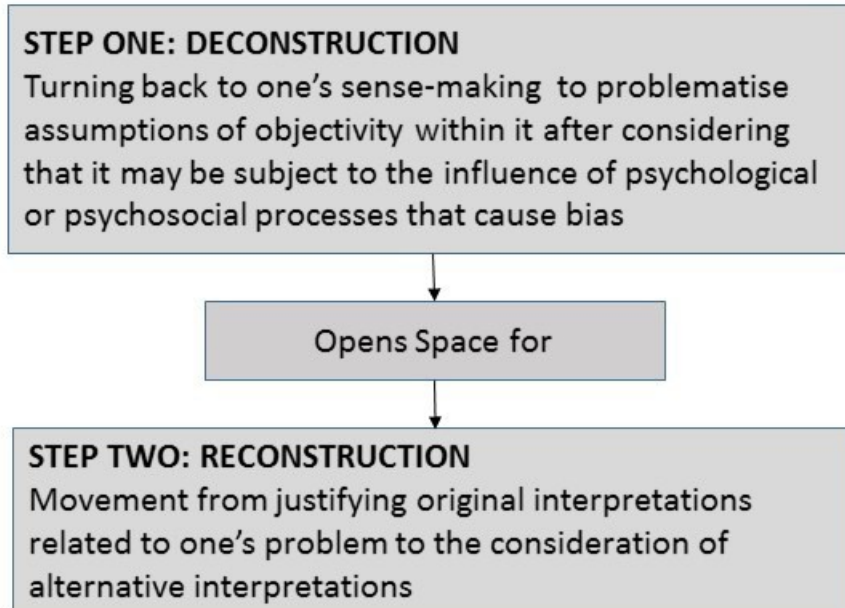 STEP ONE: DECONSTRUCTION
Turning back to one’s sense-making to problematise
assumptions of objectivity within it after considering
that it may be subject to the influence of psychological
or psychosocial processes that cause bias
Opens Space for
STEP TWO: RECONSTRUCTION
Movement from justifying original interpretations
related to one’s problem to the consideration of
alternative interpretations